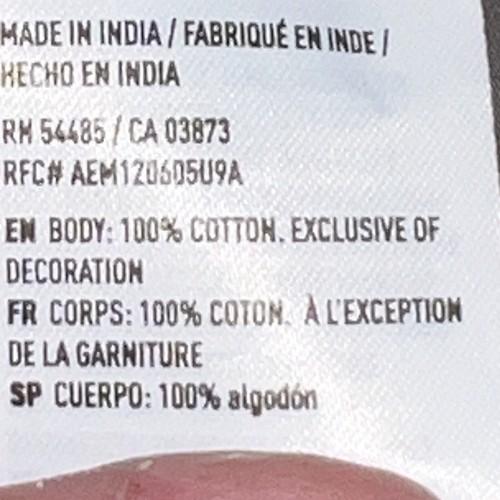 MADE IN INDIA / FABRIQUÉ EN INDE /
HECHO EN INDIA
RN 54485 / CA 03873
RFC# AEM120605U9A
EN BODY: 100% COTTON. EXCLUSIVE OF
DECORATION
FR CORPS: 100% COTON. À L'EXCEPTION
DE LA GARNITURE
SP CUERPO: 100% algodón